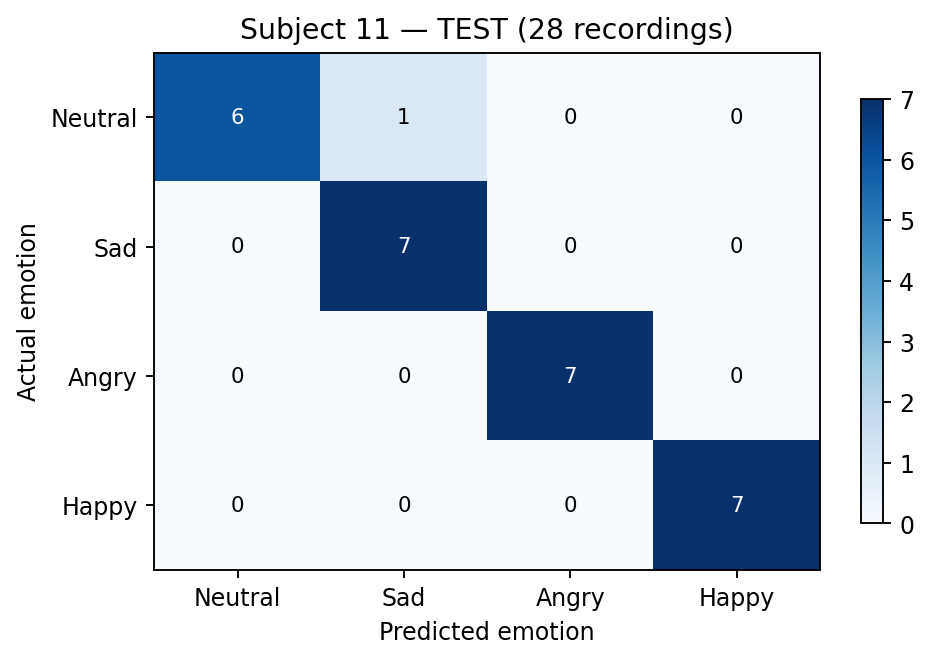 Subject 11 — TEST (28 recordings)
Actual emotion
Neutral 6 1 0 0
Sad 0 7 0 0
Angry 0 0 7 0
Happy 0 0 0 7
Neutral Sad Angry Happy
Predicted emotion
7
6
5
4
3
2
1
0